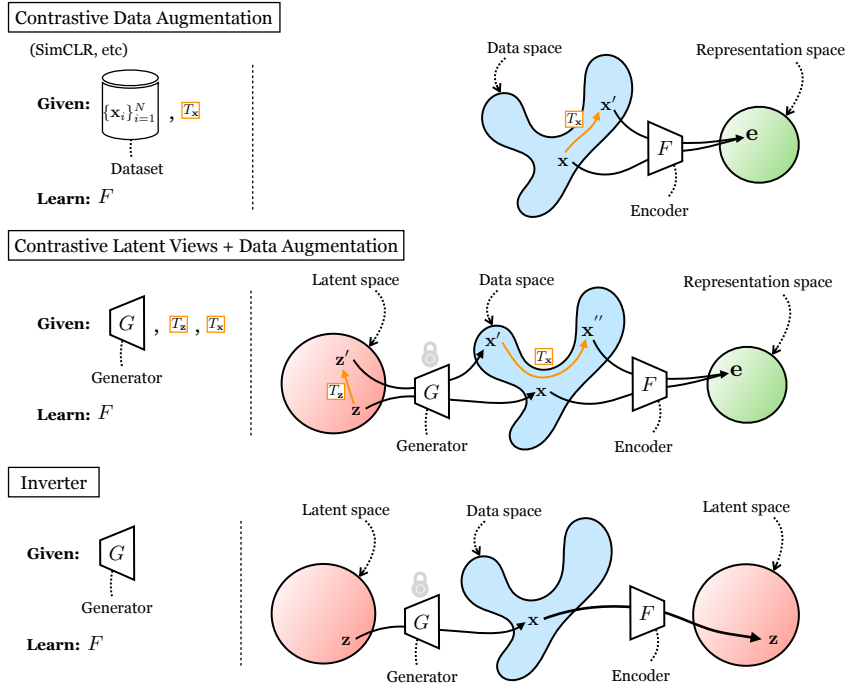 Contrastive Data Augmentation
(SimCLR, etc)
Given: {x_i}_{i=1}^N , T_x
Dataset
Learn: F
Data space
Representation space
T_x
x'
x
F
e
Encoder
Contrastive Latent Views + Data Augmentation
Given: G , T_z , T_x
Generator
Learn: F
Latent space
Data space
Representation space
z'
T_z
z
G
Generator
x'
T_x
x''
x
F
e
Encoder
Inverter
Given: G
Generator
Learn: F
Latent space
Data space
Latent space
z
G
Generator
x
F
Encoder
z